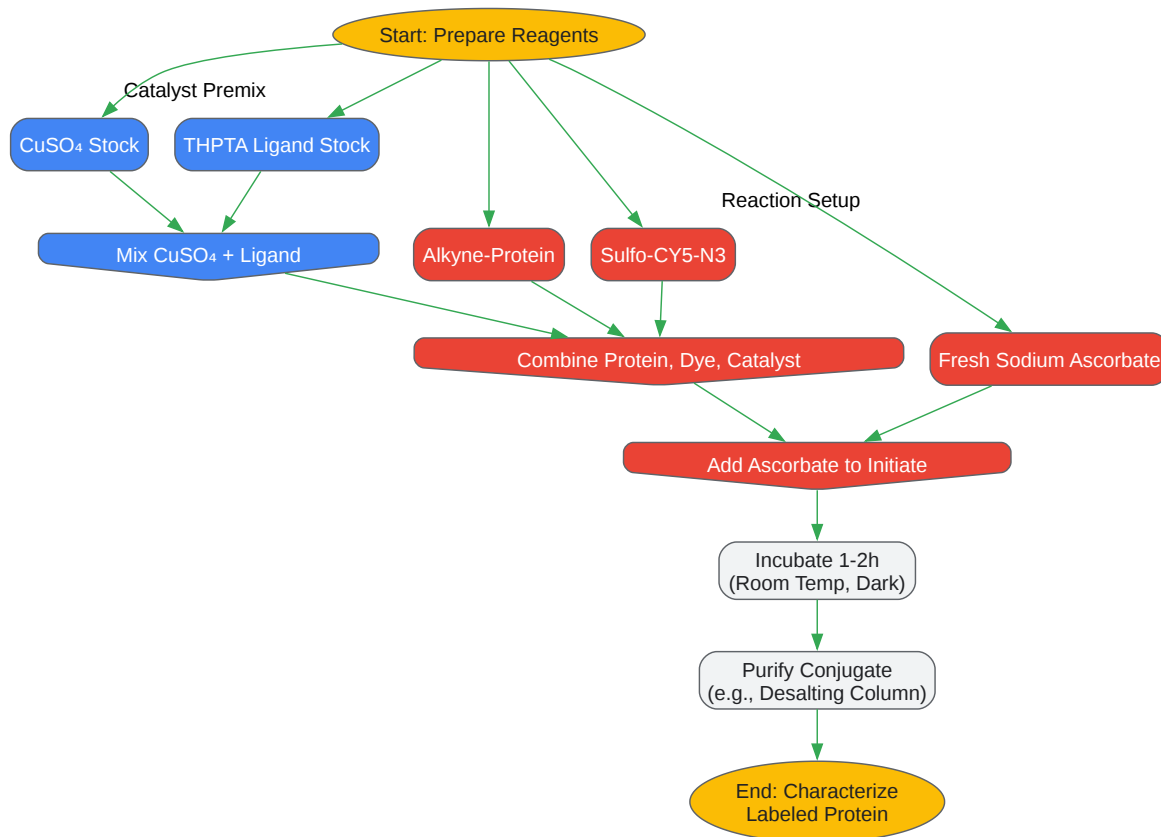 Start: Prepare Reagents
Catalyst Premix
CuSO₄ Stock
THPTA Ligand Stock
Reaction Setup
Mix CuSO₄ + Ligand
Alkyne-Protein
Sulfo-CY5-N3
Combine Protein, Dye, Catalyst
Fresh Sodium Ascorbate
Add Ascorbate to Initiate
Incubate 1-2h
(Room Temp, Dark)
Purify Conjugate
(e.g., Desalting Column)
End: Characterize
Labeled Protein